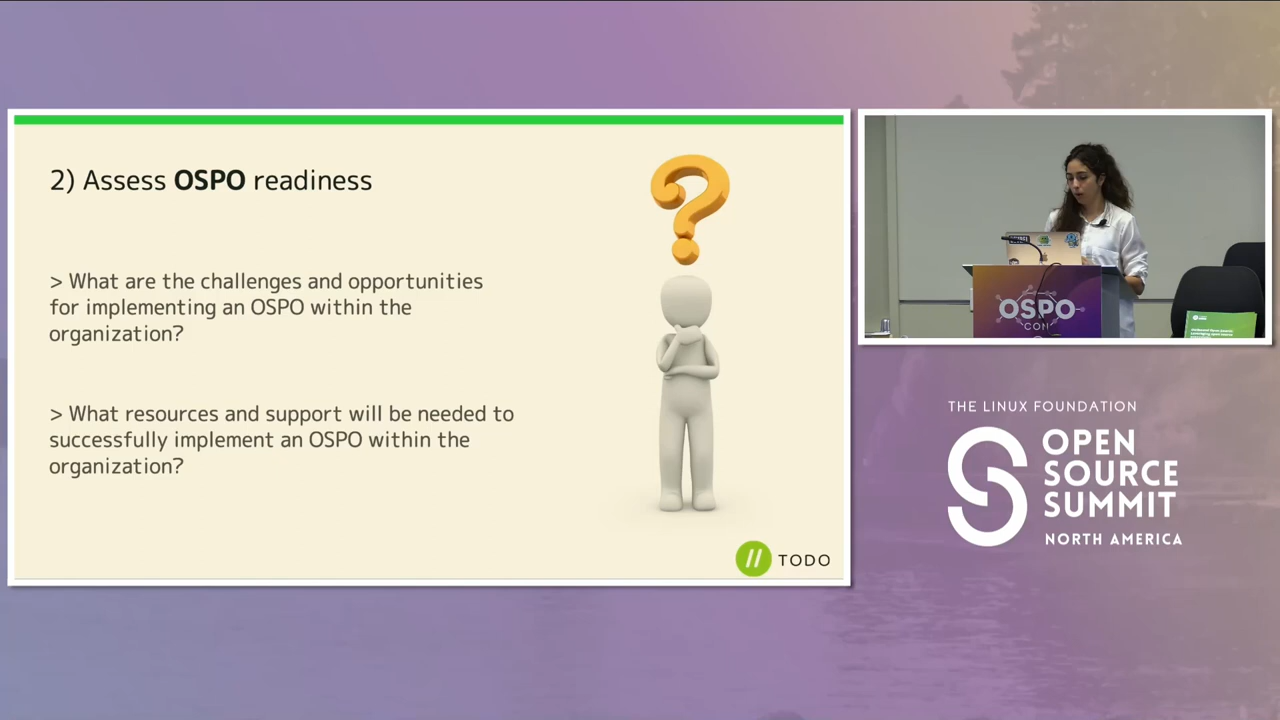 2) Assess OSPO readiness
> What are the challenges and opportunities
for implementing an OSPO within the
organization?
> What resources and support will be needed to
successfully implement an OSPO within the
organization?
// TODO
OSPO
CON
THE LINUX FOUNDATION
OPEN
SOURCE
SUMMIT
NORTH AMERICA